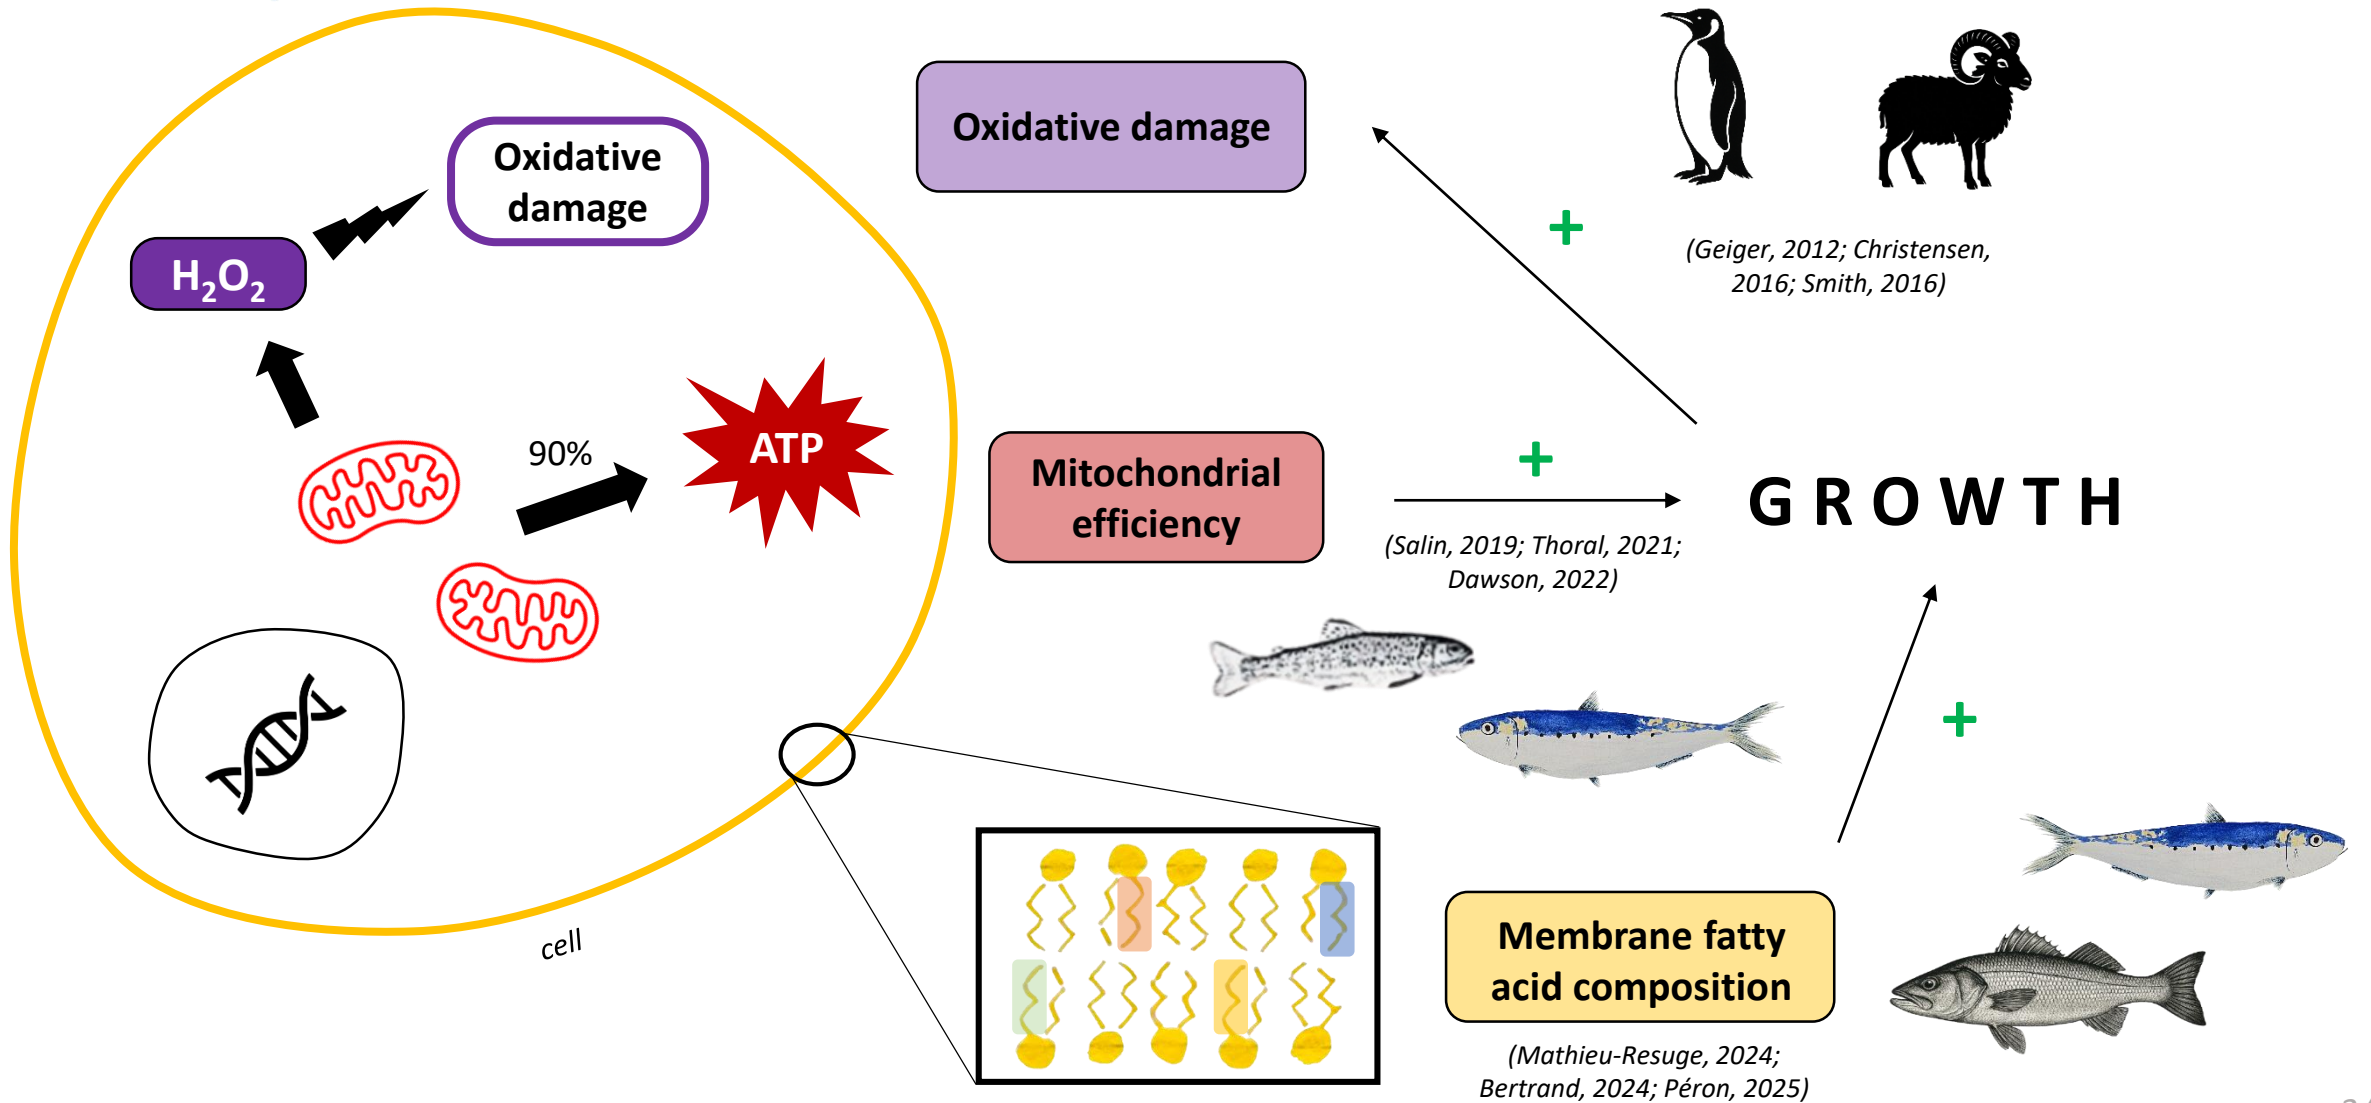 Oxidative
damage
H₂O₂
90%
ATP
cell
Oxidative damage
+
(Geiger, 2012; Christensen,
2016; Smith, 2016)
Mitochondrial
efficiency
+
(Salin, 2019; Thoral, 2021;
Dawson, 2022)
GROWTH
+
Membrane fatty
acid composition
(Mathieu-Resuge, 2024;
Bertrand, 2024; Péron, 2025)